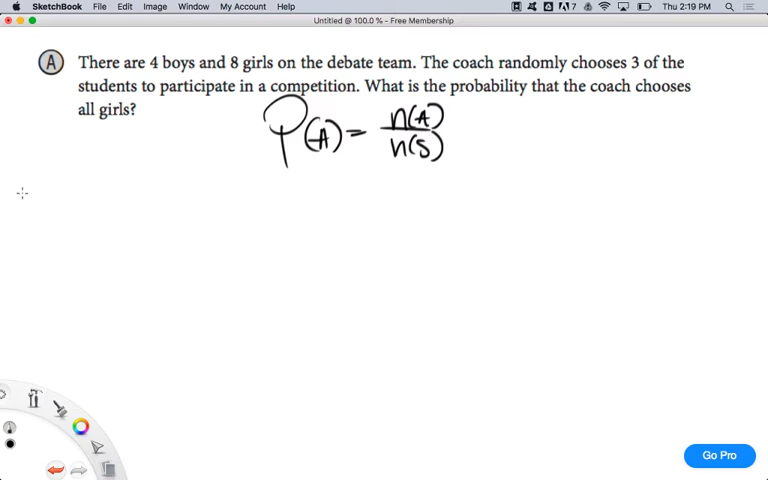 SketchBook File Edit Image Window My Account Help 7 Thu 2:19 PM
Untitled @ 100.0 % - Free Membership
A There are 4 boys and 8 girls on the debate team. The coach randomly chooses 3 of the
students to participate in a competition. What is the probability that the coach chooses
all girls?
P(A) = n(A)
n(S)
Go Pro